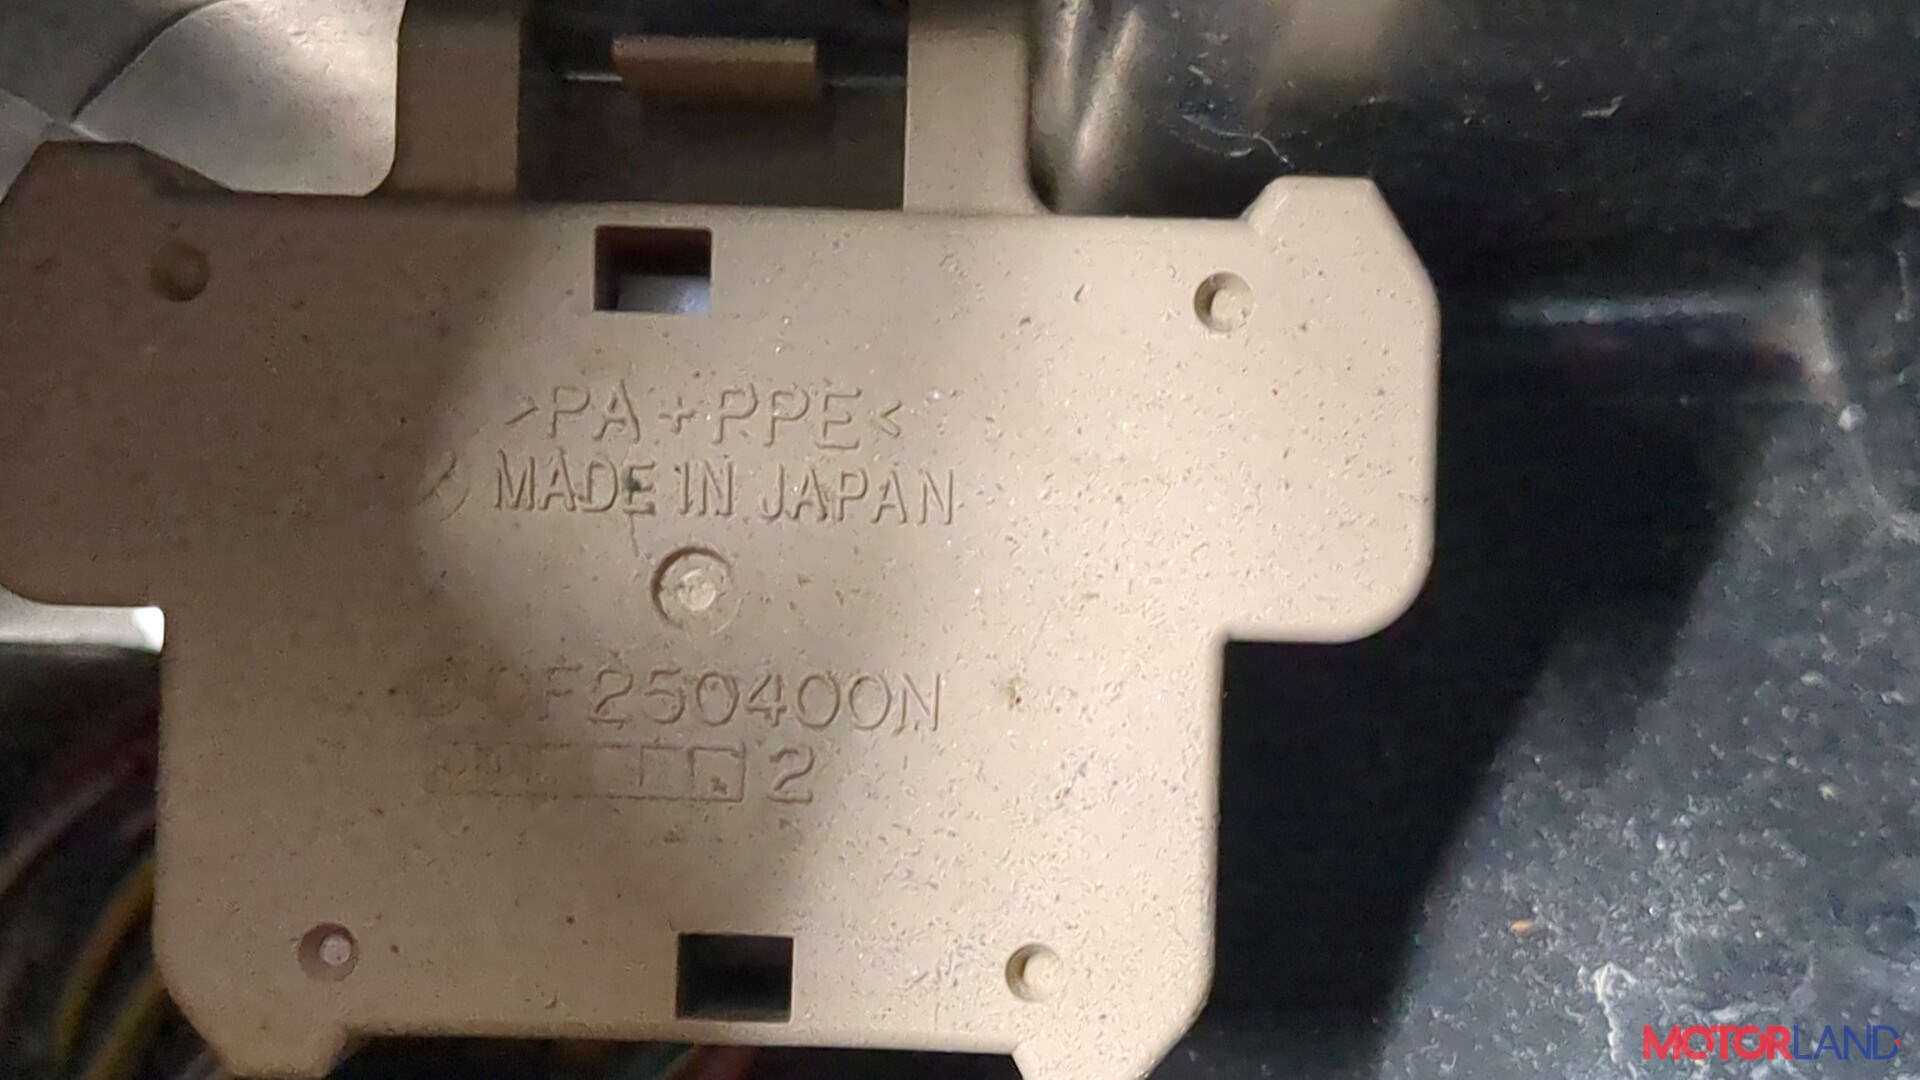 >PA+PPE<
MADE IN JAPAN
F250400N
2
MOTORLAND